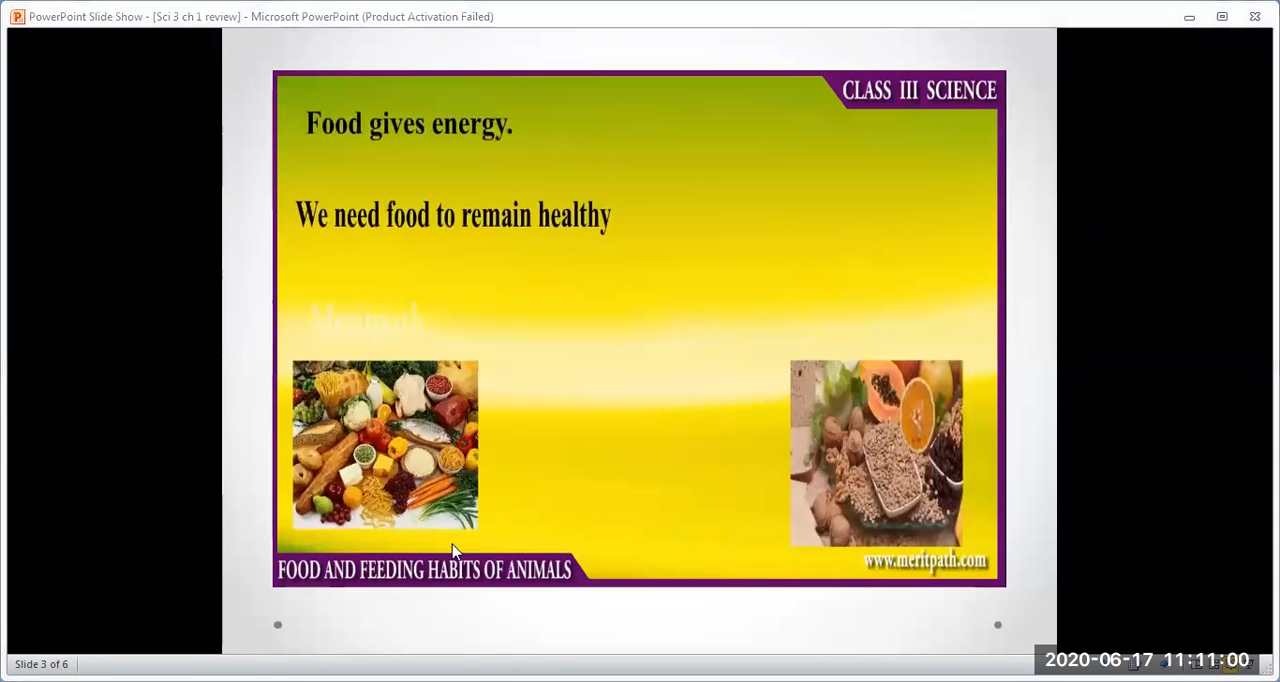 PowerPoint Slide Show - [Sci 3 ch 1 review] - Microsoft PowerPoint (Product Activation Failed)
CLASS III SCIENCE
Food gives energy.
We need food to remain healthy
Meritpath
www.meritpath.com
FOOD AND FEEDING HABITS OF ANIMALS
Slide 3 of 6
2020-06-17 11:11:00